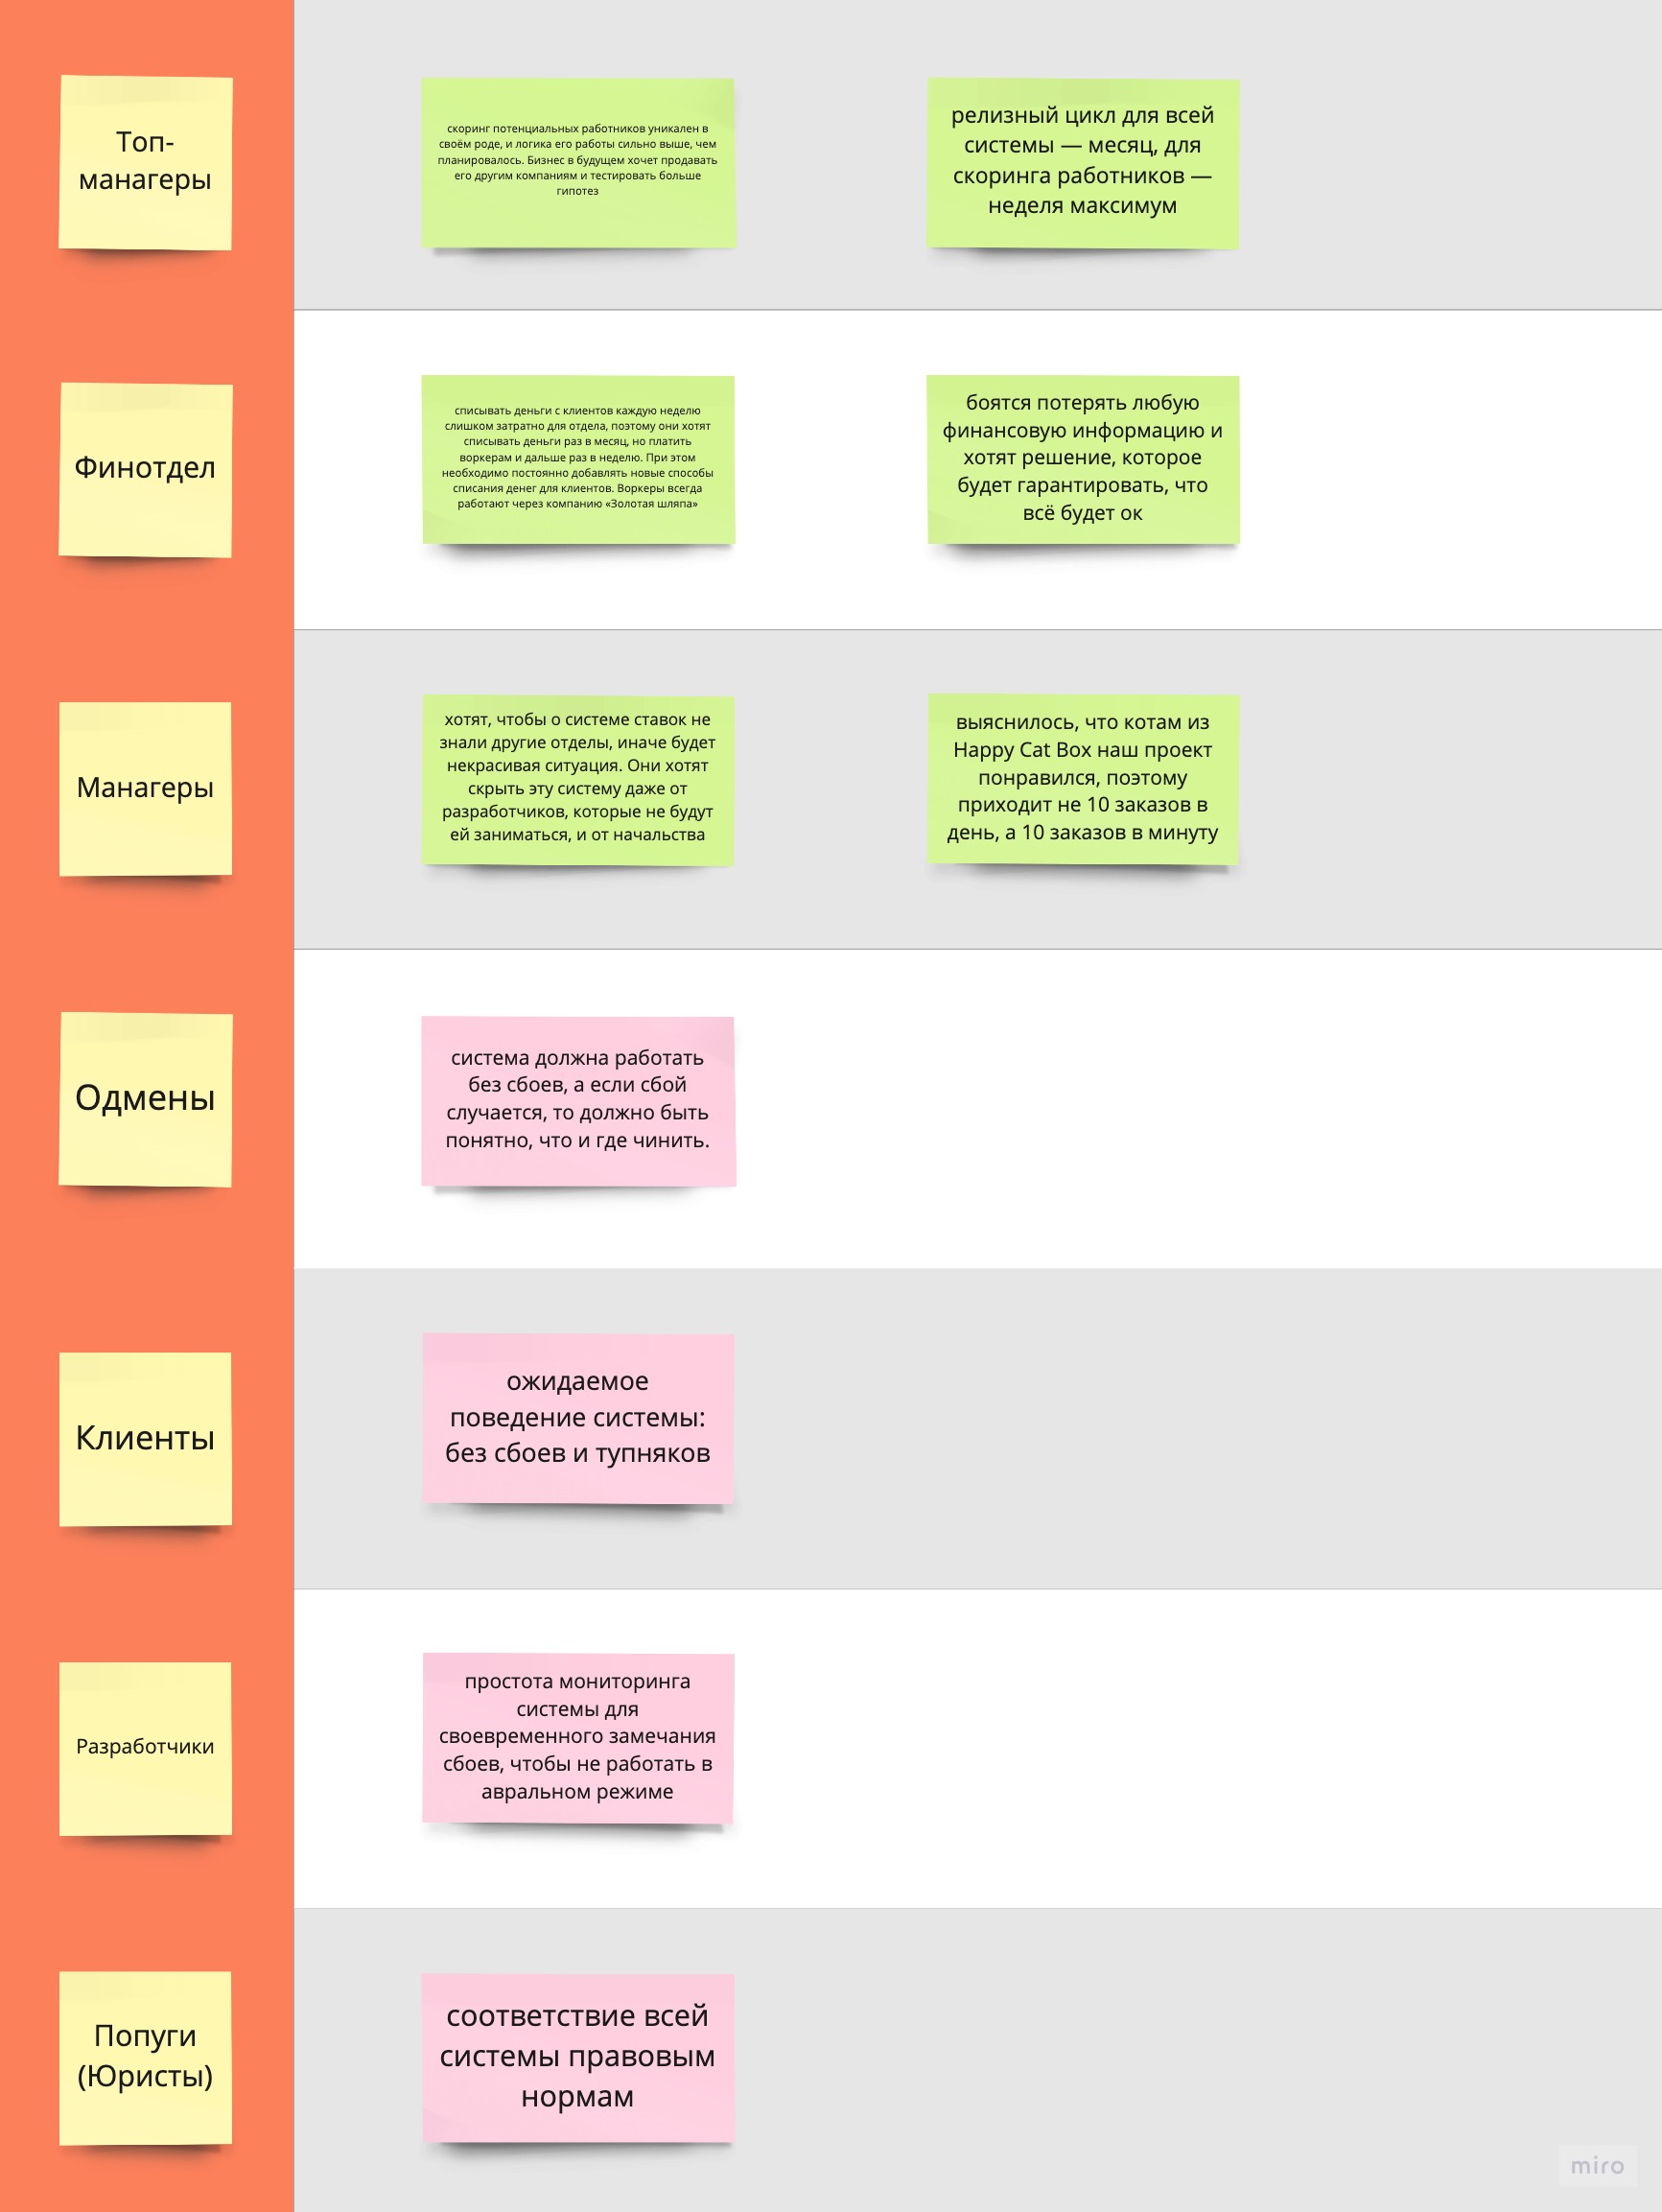 Топ-
манагеры
скоринг потенциальных работников уникален в
своём роде, и логика его работы сильно выше, чем
планировалось. Бизнес в будущем хочет продавать
его другим компаниям и тестировать больше
гипотез
релизный цикл для всей
системы — месяц, для
скоринга работников —
неделя максимум
Финотдел
списывать деньги с клиентов каждую неделю
слишком затратно для отдела, поэтому они хотят
списывать деньги раз в месяц, но платить
воркерам и дальше раз в неделю. При этом
необходимо постоянно добавлять новые способы
списания денег для клиентов. Воркеры всегда
работают через компанию «Золотая шляпа»
боятся потерять любую
финансовую информацию и
хотят решение, которое
будет гарантировать, что
всё будет ок
Манагеры
хотят, чтобы о системе ставок не
знали другие отделы, иначе будет
некрасивая ситуация. Они хотят
скрыть эту систему даже от
разработчиков, которые не будут
ей заниматься, и от начальства
выяснилось, что котам из
Happy Cat Box наш проект
понравился, поэтому
приходит не 10 заказов в
день, а 10 заказов в минуту
Одмены
система должна работать
без сбоев, а если сбой
случается, то должно быть
понятно, что и где чинить.
Клиенты
ожидаемое
поведение системы:
без сбоев и тупняков
Разработчики
простота мониторинга
системы для
своевременного замечания
сбоев, чтобы не работать в
авральном режиме
Попуги
(Юристы)
соответствие всей
системы правовым
нормам
miro